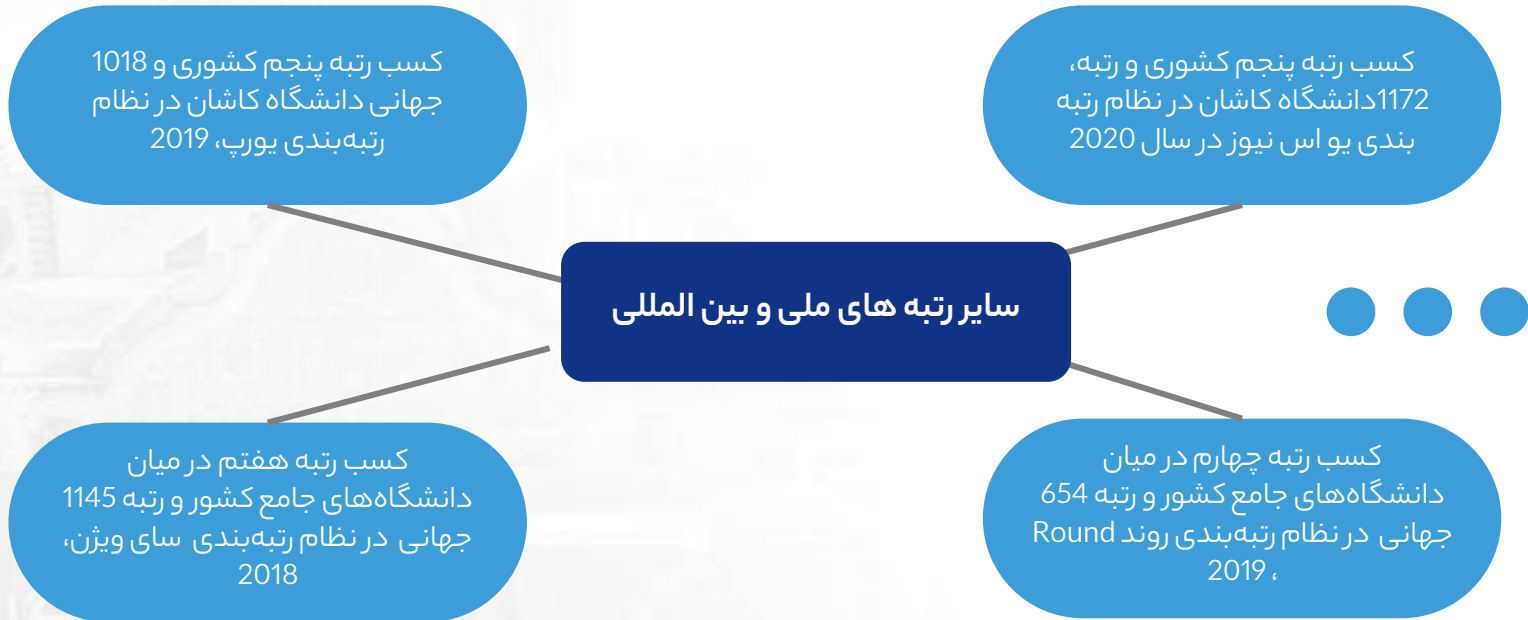 کسب رتبه پنجم کشوری و رتبه،
1172دانشگاه کاشان در نظام رتبه
بندی یو اس نیوز در سال 2020
کسب رتبه پنجم کشوری و 1018
جهانی دانشگاه کاشان در نظام
رتبه‌بندی یورپ، 2019
سایر رتبه های ملی و بین المللی
کسب رتبه چهارم در میان
دانشگاه‌های جامع کشور و رتبه 654
جهانی در نظام رتبه‌بندی روند Round
، 2019
کسب رتبه هفتم در میان
دانشگاه‌های جامع کشور و رتبه 1145
جهانی در نظام رتبه‌بندی سای ویژن،
2018